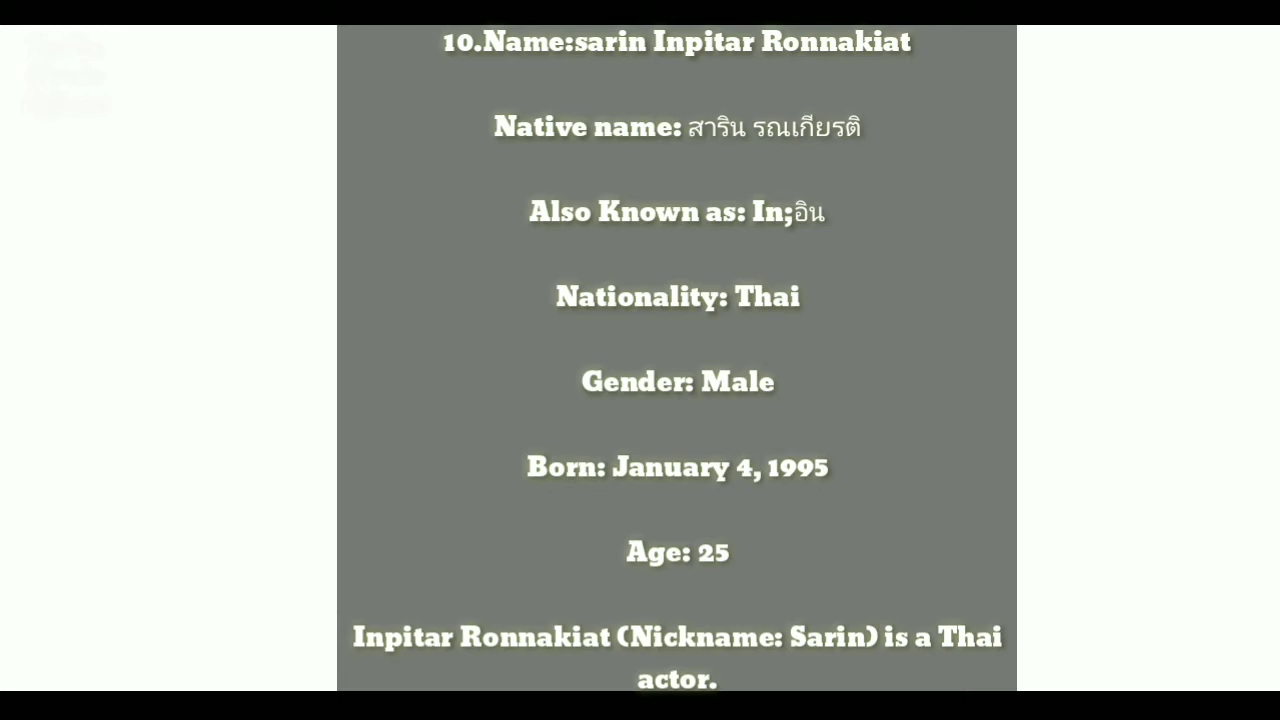 10.Name:sarin Inpitar Ronnakiat
Native name: สาริน รณเกียรติ
Also Known as: In;อิน
Nationality: Thai
Gender: Male
Born: January 4, 1995
Age: 25
Inpitar Ronnakiat (Nickname: Sarin) is a Thai
actor.